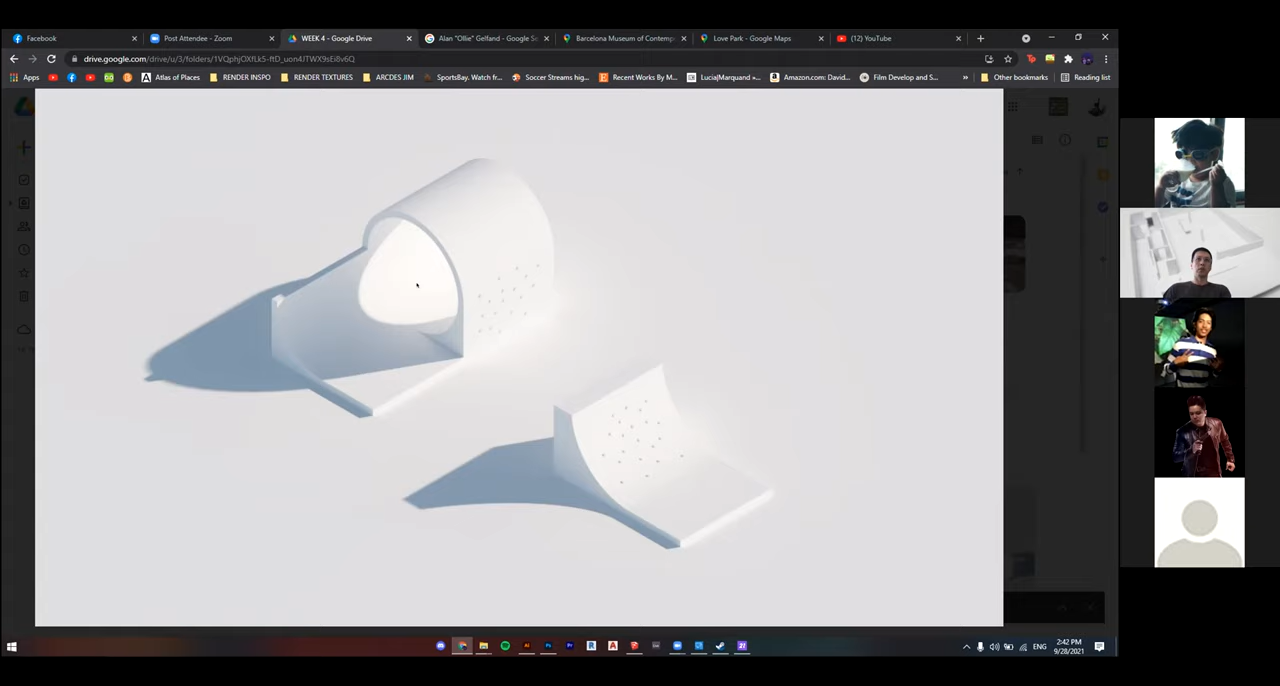 Facebook
Post Attendee - Zoom
WEEK 4 - Google Drive
Alan "Ollie" Gelfand - Google Se
Barcelona Museum of Contemp
Love Park - Google Maps
(12) YouTube
drive.google.com/drive/u/3/folders/1VQphjOXfLk5-ftD_uon4JTWX9sEi8v6Q
Apps
Atlas of Places
RENDER INSPO
RENDER TEXTURES
ARCDES JIM
SportsBay. Watch fr...
Soccer Streams hig...
Recent Works By M...
Lucia|Marquand »...
Amazon.com: David...
Film Develop and S...
»
Other bookmarks
Reading list
ENG
2:42 PM
9/28/2021